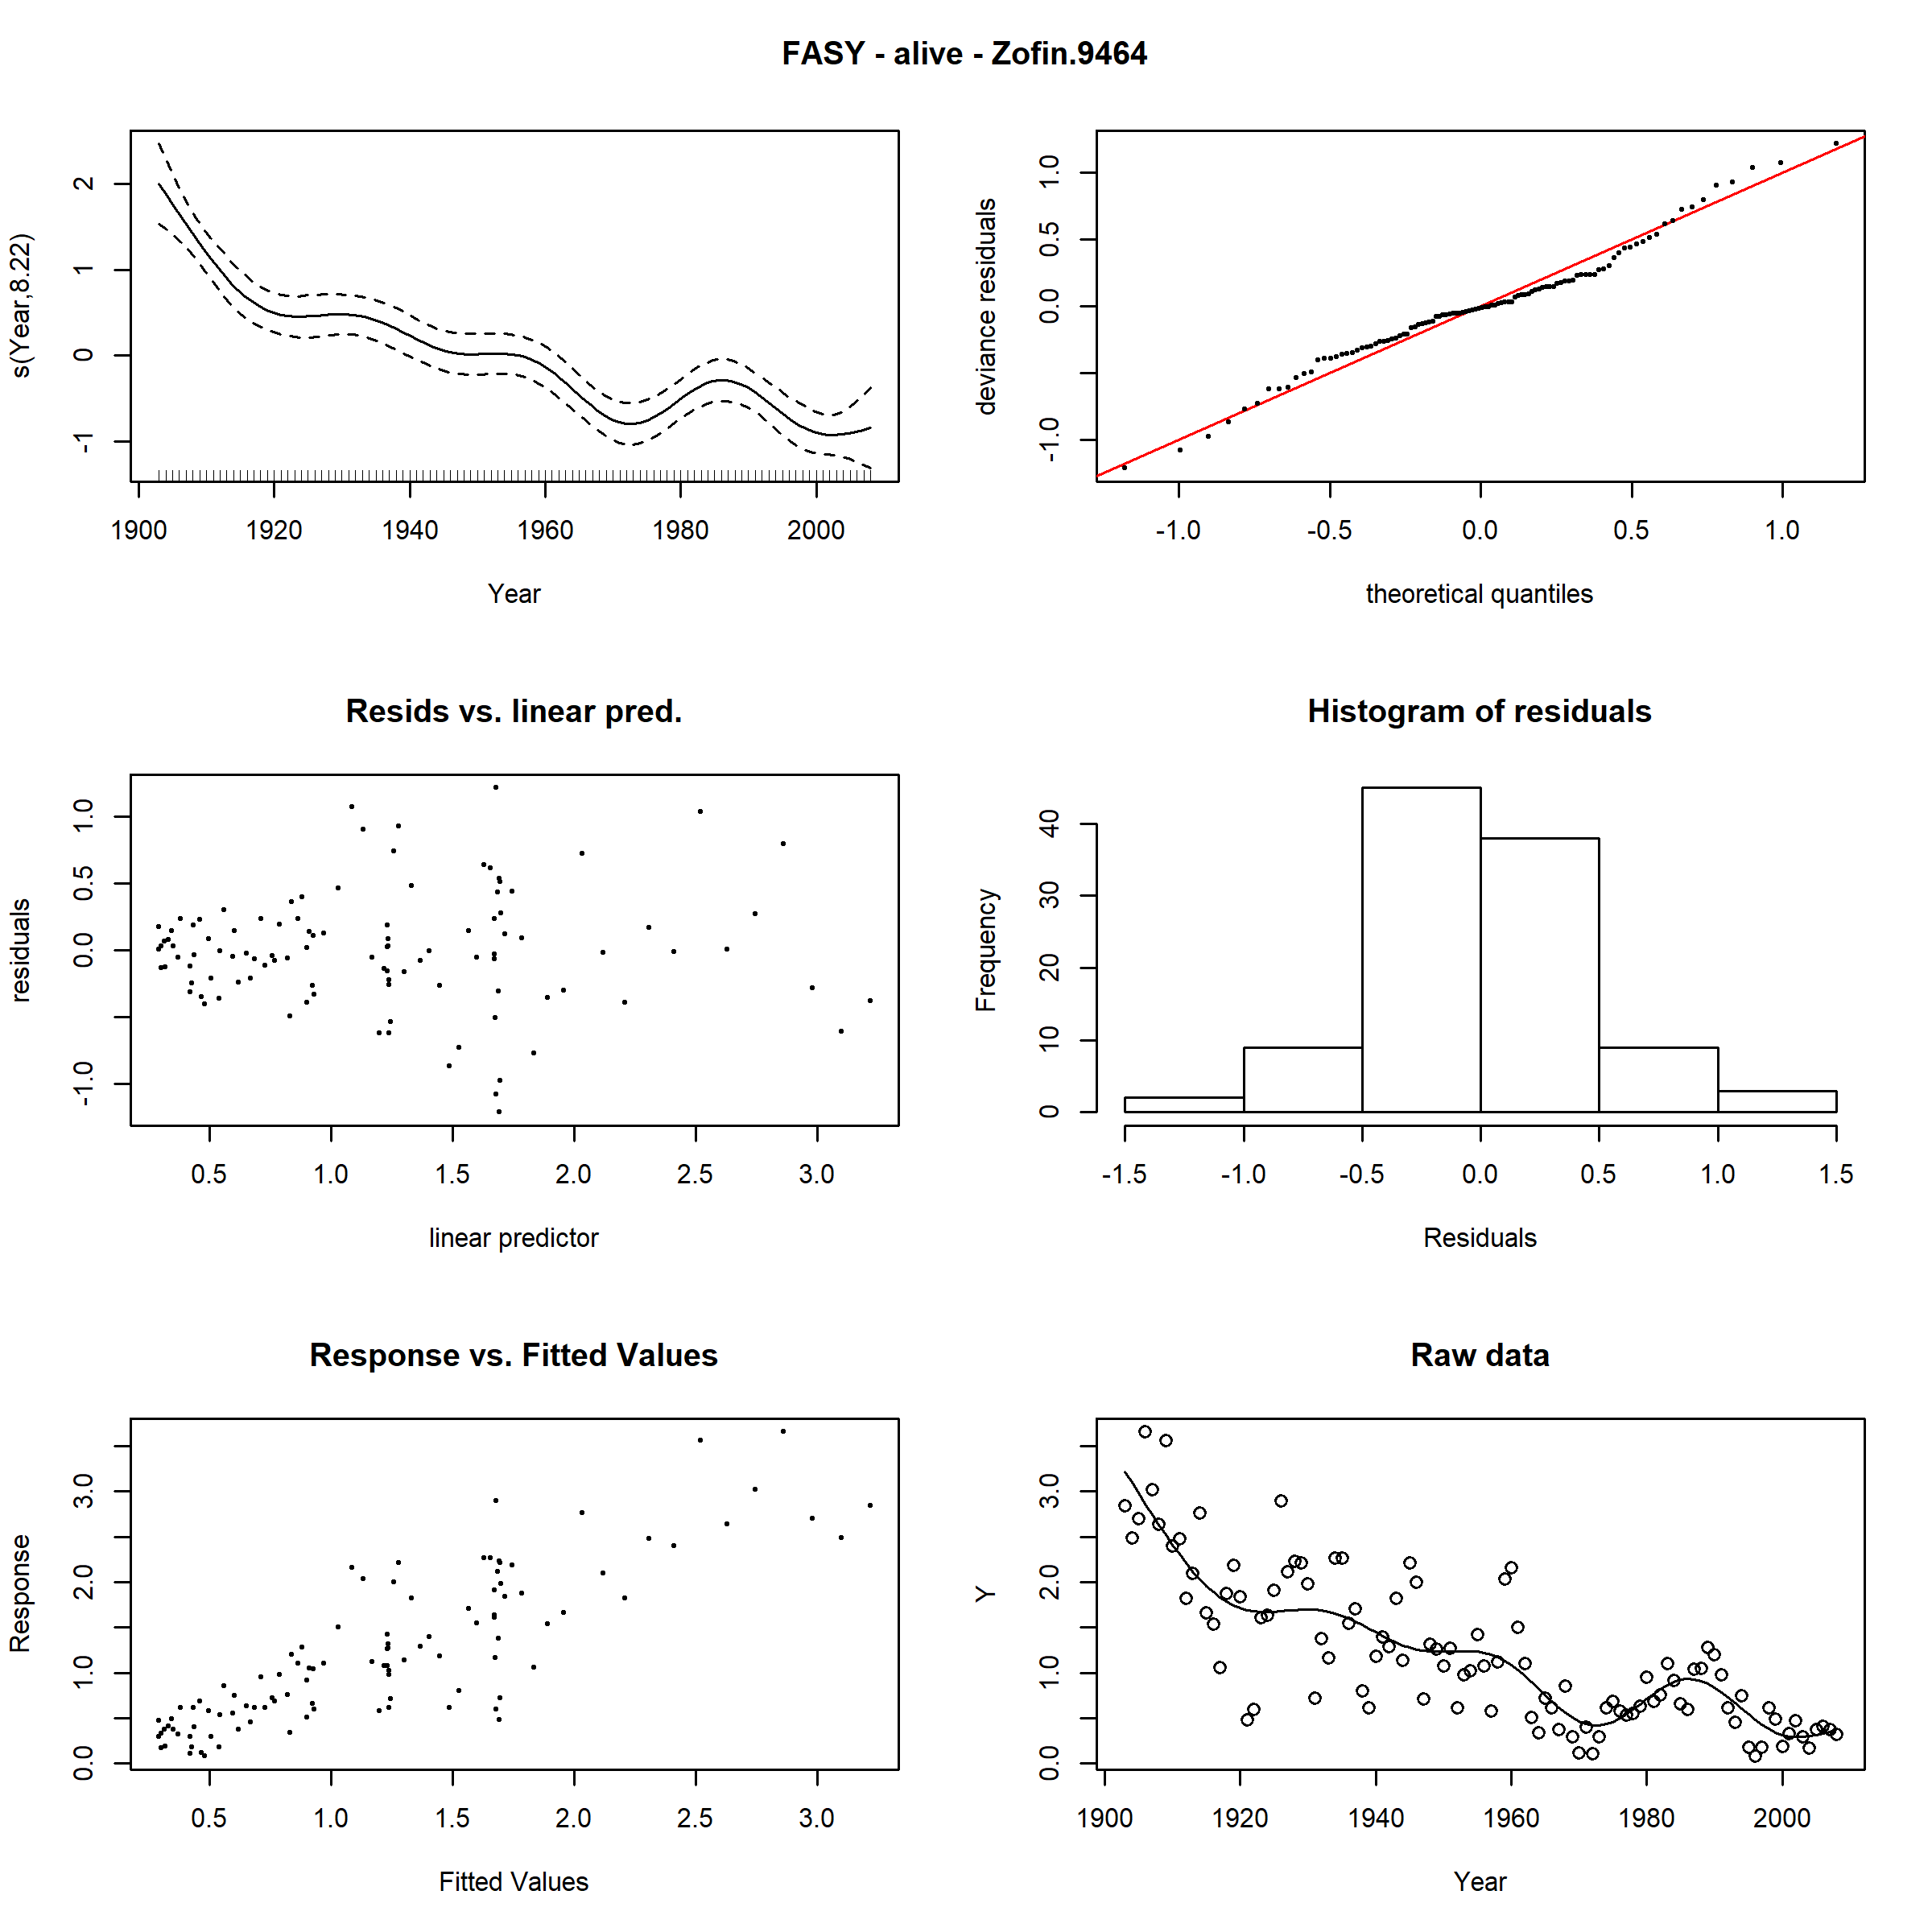 FASY - alive - Zofin.9464
s(Year,8.22)
2
1
0
-1
1900 1920 1940 1960 1980 2000
Year
deviance residuals
1.0
0.5
0.0
-1.0
-1.0 -0.5 0.0 0.5 1.0
theoretical quantiles
Resids vs. linear pred.
residuals
1.0
0.5
0.0
-1.0
0.5 1.0 1.5 2.0 2.5 3.0
linear predictor
Histogram of residuals
Frequency
40
30
20
10
0
-1.5 -1.0 -0.5 0.0 0.5 1.0 1.5
Residuals
Response vs. Fitted Values
Response
3.0
2.0
1.0
0.0
0.5 1.0 1.5 2.0 2.5 3.0
Fitted Values
Raw data
Y
3.0
2.0
1.0
0.0
1900 1920 1940 1960 1980 2000
Year